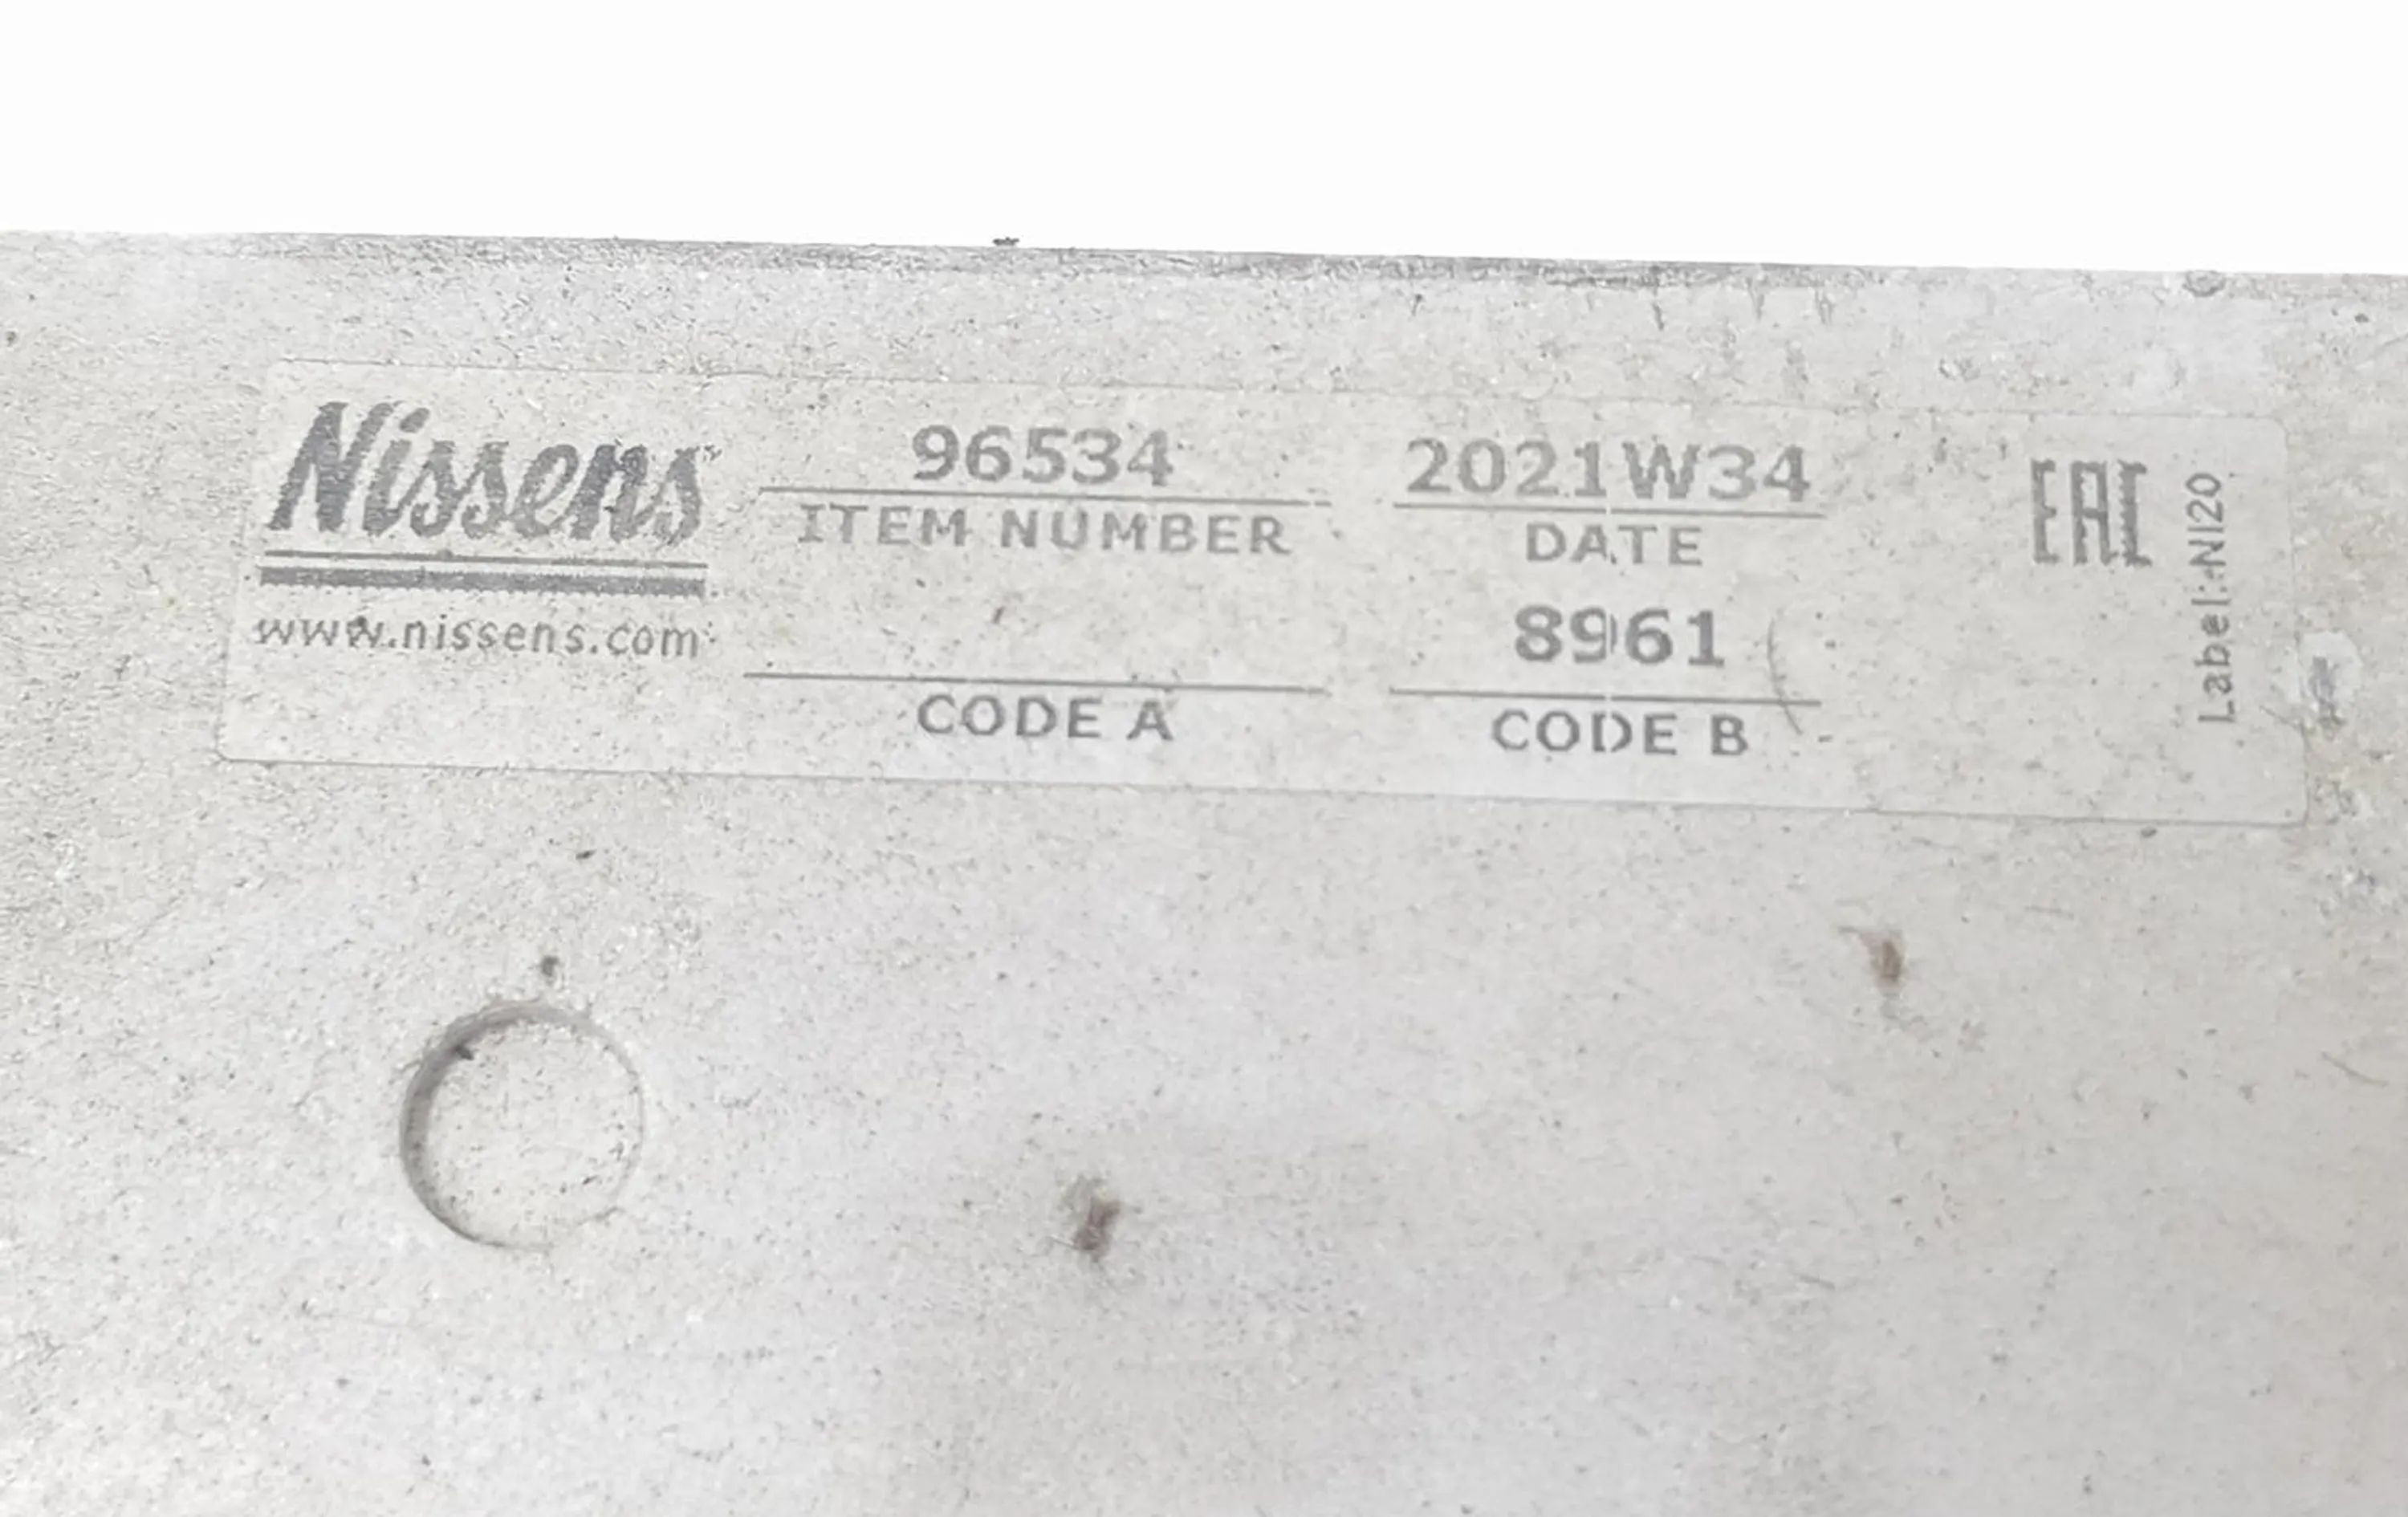 Nissens
www.nissens.com
96534
ITEM NUMBER
CODE A
2021W34
DATE
8961
CODE B
EAC
Label:NI20